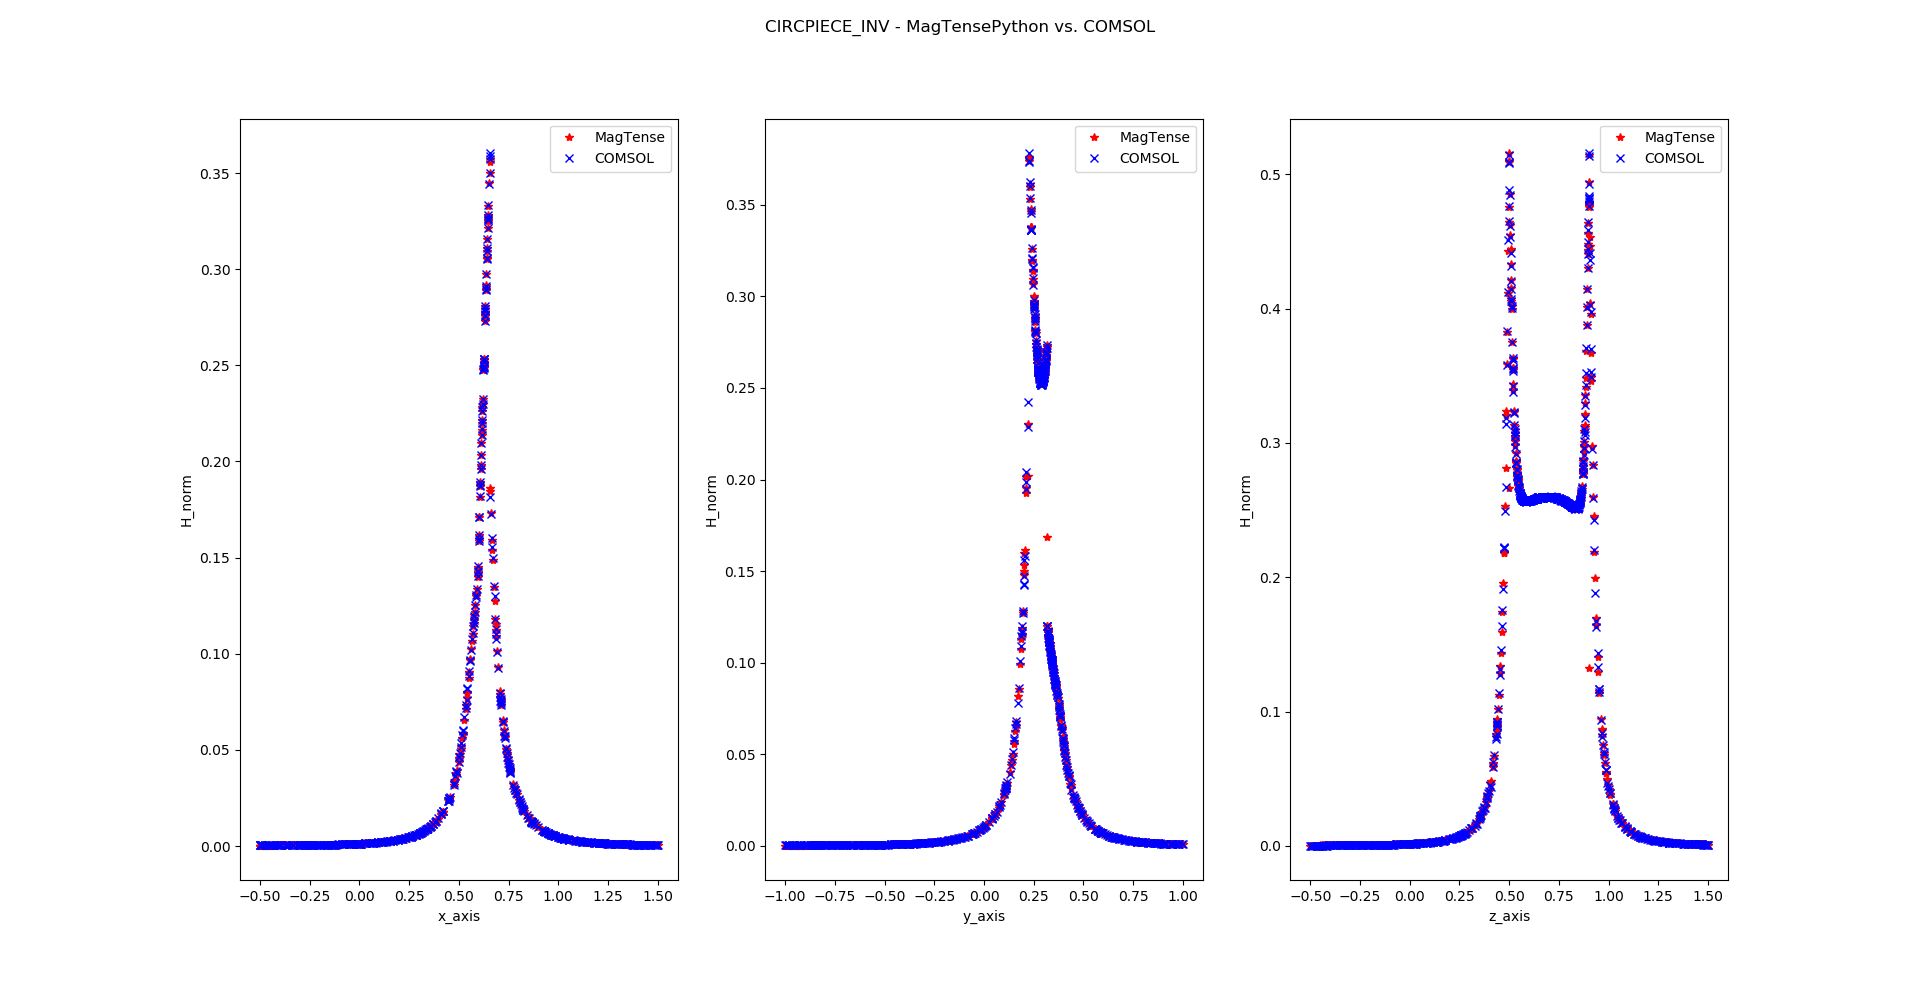 CIRCPIECE_INV - MagTensePython vs. COMSOL
MagTense
COMSOL
0.35
0.30
0.25
0.20
0.15
0.10
0.05
0.00
H_norm
−0.50 −0.25 0.00 0.25 0.50 0.75 1.00 1.25 1.50
x_axis
MagTense
COMSOL
0.35
0.30
0.25
0.20
0.15
0.10
0.05
0.00
H_norm
−1.00 −0.75 −0.50 −0.25 0.00 0.25 0.50 0.75 1.00
y_axis
MagTense
COMSOL
0.5
0.4
0.3
0.2
0.1
0.0
H_norm
−0.50 −0.25 0.00 0.25 0.50 0.75 1.00 1.25 1.50
z_axis